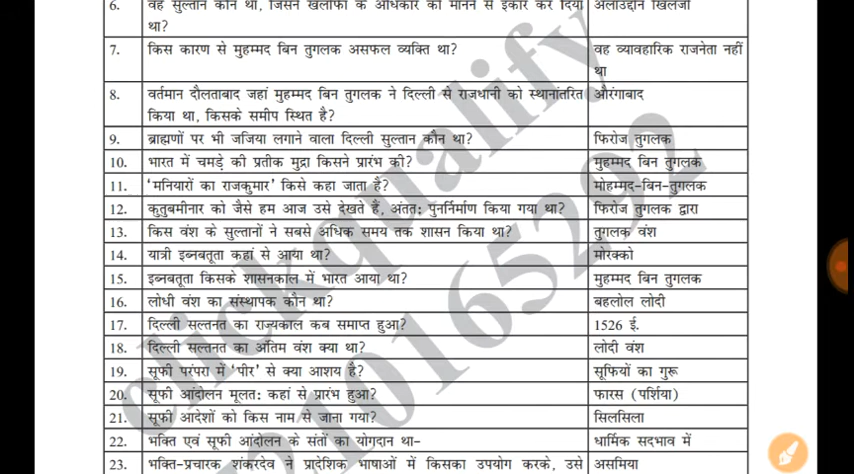 6. वह सुल्तान कौन था, जिसने खलीफा के अधिकार को मानने से इंकार कर दिया अलाउद्दीन खिलजी
था?
7. किस कारण से मुहम्मद बिन तुगलक असफल व्यक्ति था? वह व्यावहारिक राजनेता नहीं
था
8. वर्तमान दौलताबाद जहां मुहम्मद बिन तुगलक ने दिल्ली से राजधानी को स्थानांतरित औरंगाबाद
किया था, किसके समीप स्थित है?
9. ब्राह्मणों पर भी जजिया लगाने वाला दिल्ली सुल्तान कौन था? फिरोज तुगलक
10. भारत में चमड़े की प्रतीक मुद्रा किसने प्रारंभ की? मुहम्मद बिन तुगलक
11. 'मनियारों का राजकुमार' किसे कहा जाता है? मोहम्मद-बिन-तुगलक
12. कुतुबमीनार को जैसे हम आज उसे देखते है, अंतत: पुनर्निर्माण किया गया था? फिरोज तुगलक द्वारा
13. किस वंश के सुल्तानों ने सबसे अधिक समय तक शासन किया था? तुगलक वंश
14. यात्री इब्नबतूता कहां से आया था? मोरक्को
15. इब्नबतूता किसके शासनकाल में भारत आया था? मुहम्मद बिन तुगलक
16. लोधी वंश का संस्थापक कौन था? बहलोल लोदी
17. दिल्ली सल्तनत का राज्यकाल कब समाप्त हुआ? 1526 ई.
18. दिल्ली सल्तनत का अंतिम वंश क्या था? लोदी वंश
19. सूफी परंपरा में 'पीर' से क्या आशय है? सूफियों का गुरू
20. सूफी आंदोलन मूलत: कहां से प्रारंभ हुआ? फारस (पर्शिया)
21. सूफी आदेशों को किस नाम से जाना गया? सिलसिला
22. भक्ति एवं सूफी आंदोलन के संतों का योगदान था- धार्मिक सदभाव में
23. भक्ति-प्रचारक शंकरदेव ने प्रादेशिक भाषाओं में किसका उपयोग करके, उसे असमिया
clickqualify
7210165292